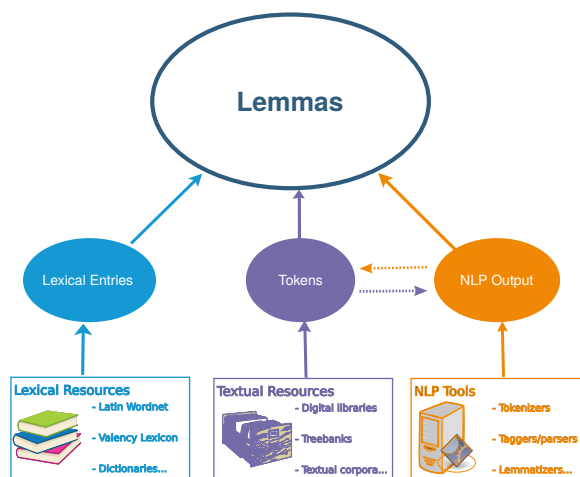 Lemmas
Lexical Entries
Tokens
NLP Output
Lexical Resources
- Latin Wordnet
- Valency Lexicon
- Dictionaries...
Textual Resources
- Digital libraries
- Treebanks
- Textual corpora...
NLP Tools
- Tokenizers
- Taggers/parsers
- Lemmatizers...